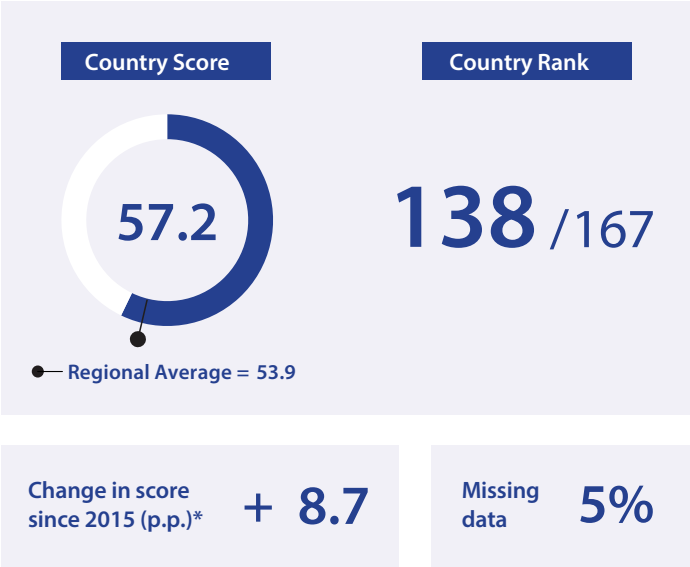 Country Score
57.2
Regional Average = 53.9
Country Rank
138 /167
Change in score
since 2015 (p.p.)*
+ 8.7
Missing
data
5%